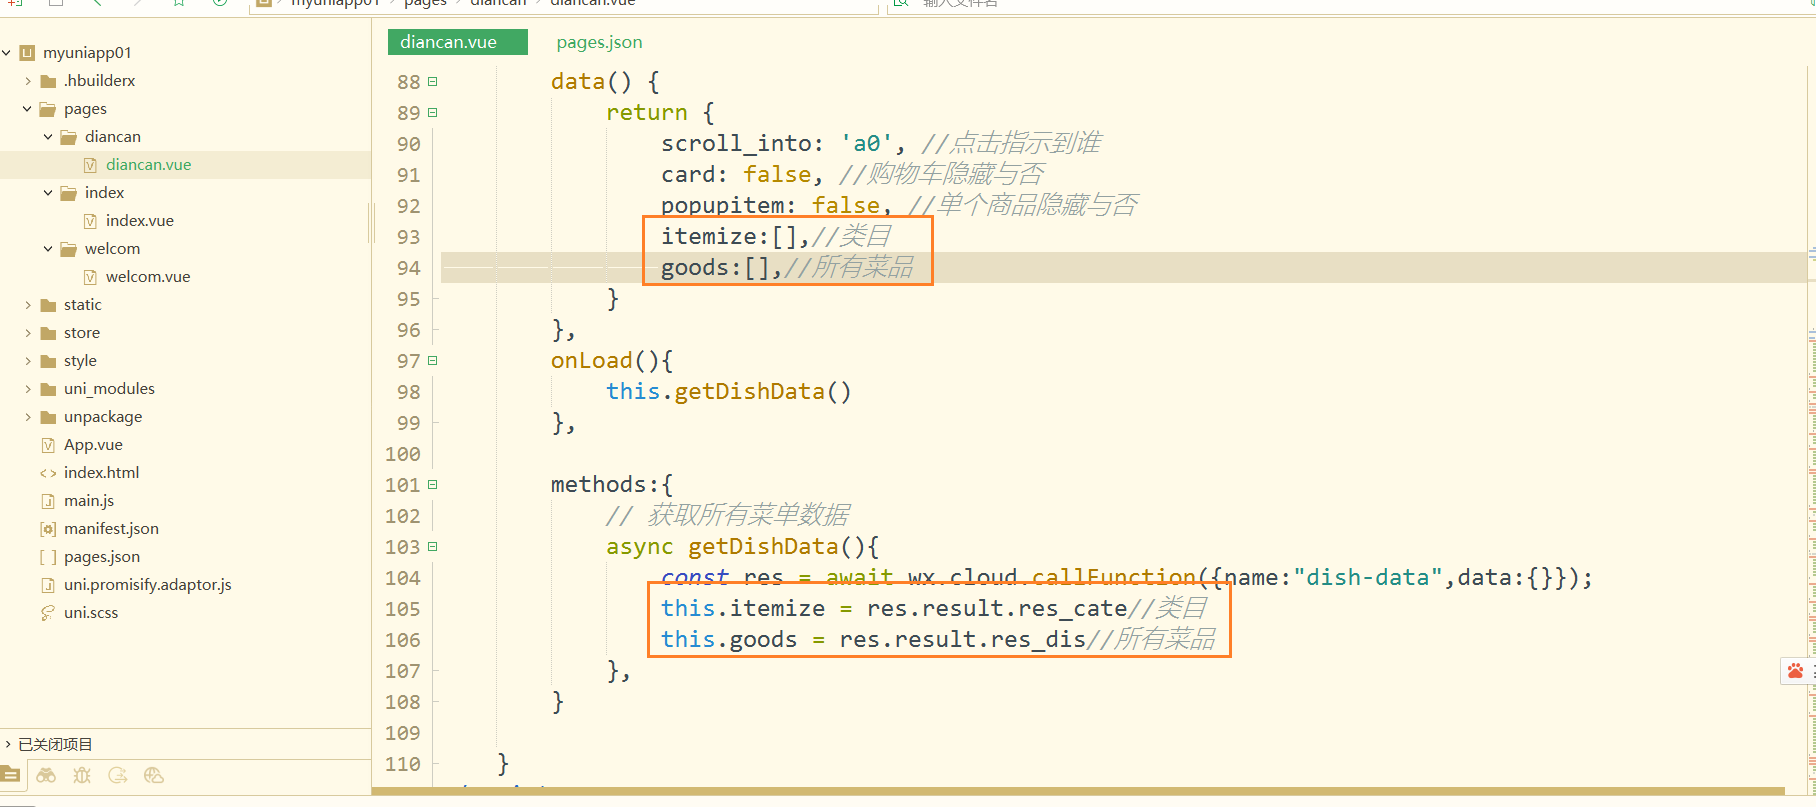 myuniapp01 pages diancan diancan.vue
输入文件名
myuniapp01
.hbuilderx
pages
diancan
diancan.vue
index
index.vue
welcom
welcom.vue
static
store
style
uni_modules
unpackage
App.vue
index.html
main.js
manifest.json
pages.json
uni.promisify.adaptor.js
uni.scss
已关闭项目
diancan.vue pages.json
88 data() {
89 return {
90 scroll_into: 'a0', //点击指示到谁
91 card: false, //购物车隐藏与否
92 popupitem: false, //单个商品隐藏与否
93 itemize:[],//类目
94 goods:[],//所有菜品
95 }
96 },
97 onLoad(){
98 this.getDishData()
99 },
100
101 methods:{
102 // 获取所有菜单数据
103 async getDishData(){
104 const res = await wx.cloud.callFunction({name:"dish-data",data:{}});
105 this.itemize = res.result.res_cate//类目
106 this.goods = res.result.res_dis//所有菜品
107 },
108 }
109
110 }